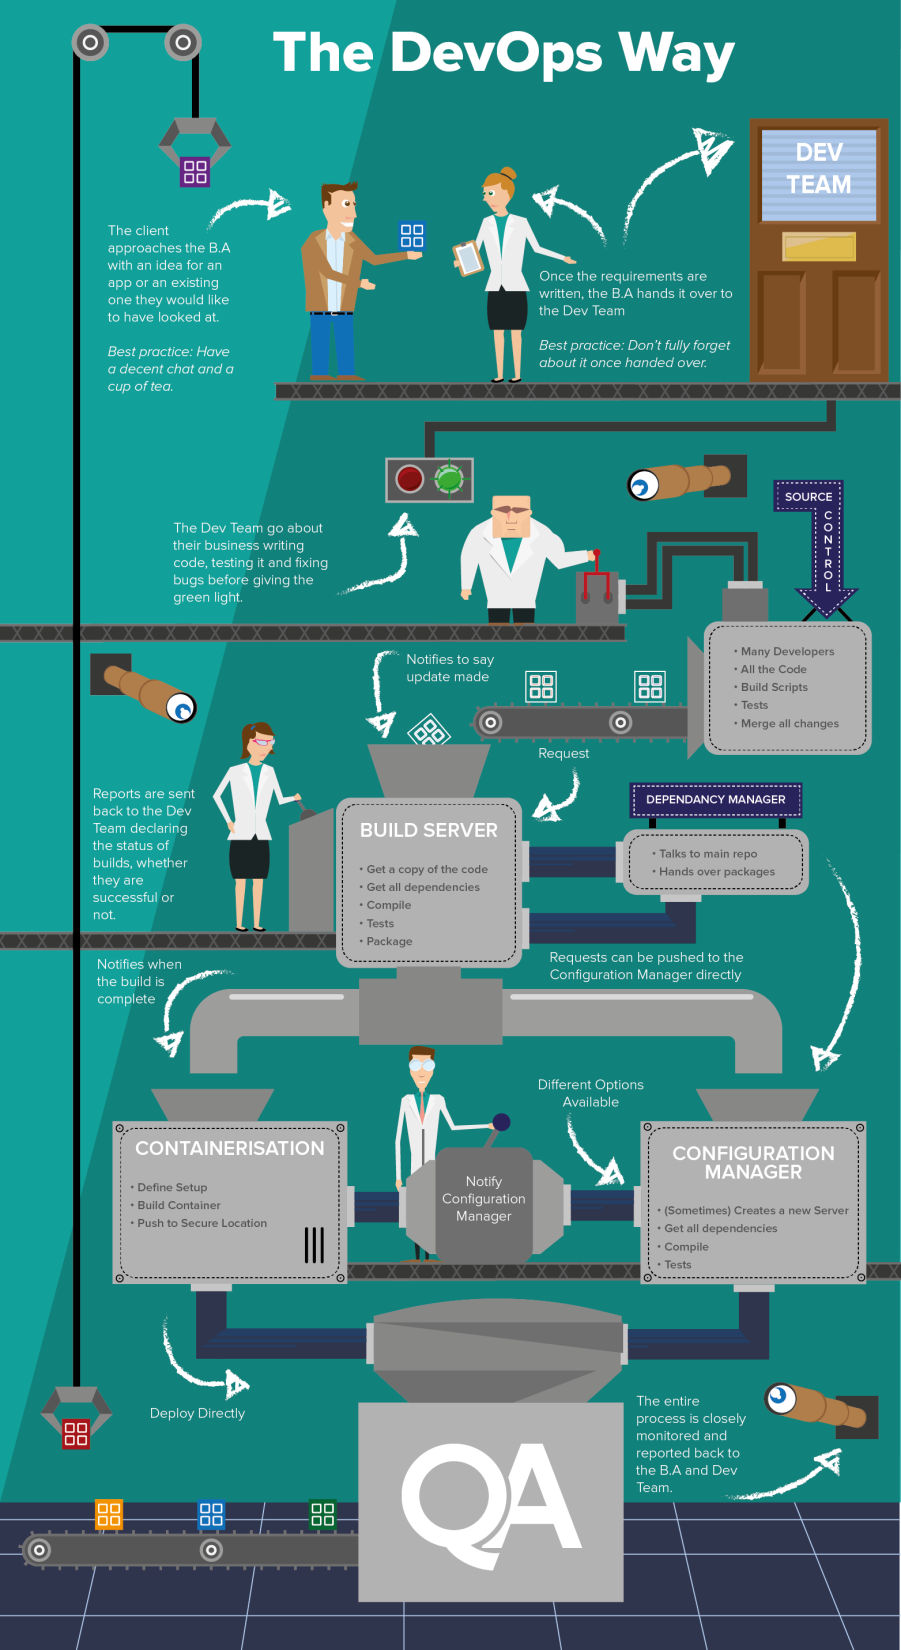 The DevOps Way
DEV
TEAM
The client
approaches the B.A
with an idea for an
app or an existing
one they would like
to have looked at.
Best practice: Have
a decent chat and a
cup of tea.
Once the requirements are
written, the B.A hands it over to
the Dev Team
Best practice: Don't fully forget
about it once handed over.
The Dev Team go about
their business writing
code, testing it and fixing
bugs before giving the
green light.
SOURCE
CONTROL
• Many Developers
• All the Code
• Build Scripts
• Tests
• Merge all changes
Notifies to say
update made
Request
Reports are sent
back to the Dev
Team declaring
the status of
builds, whether
they are
successful or
not.
BUILD SERVER
• Get a copy of the code
• Get all dependencies
• Compile
• Tests
• Package
DEPENDANCY MANAGER
• Talks to main repo
• Hands over packages
Requests can be pushed to the
Configuration Manager directly
Notifies when
the build is
complete
Different Options
Available
CONTAINERISATION
• Define Setup
• Build Container
• Push to Secure Location
Notify
Configuration
Manager
CONFIGURATION
MANAGER
• (Sometimes) Creates a new Server
• Get all dependencies
• Compile
• Tests
Deploy Directly
The entire
process is closely
monitored and
reported back to
the B.A and Dev
Team.
QA